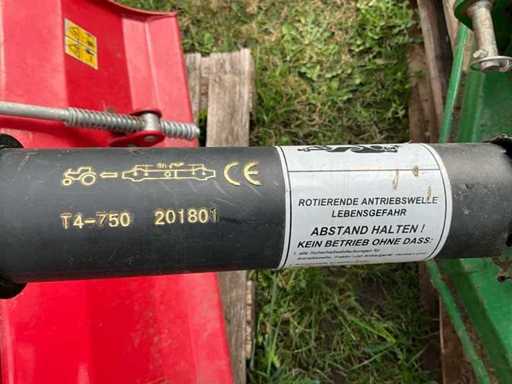 CE
T4-750 201801
ROTIERENDE ANTRIEBSWELLE
LEBENSGEFAHR
ABSTAND HALTEN !
KEIN BETRIEB OHNE DASS: